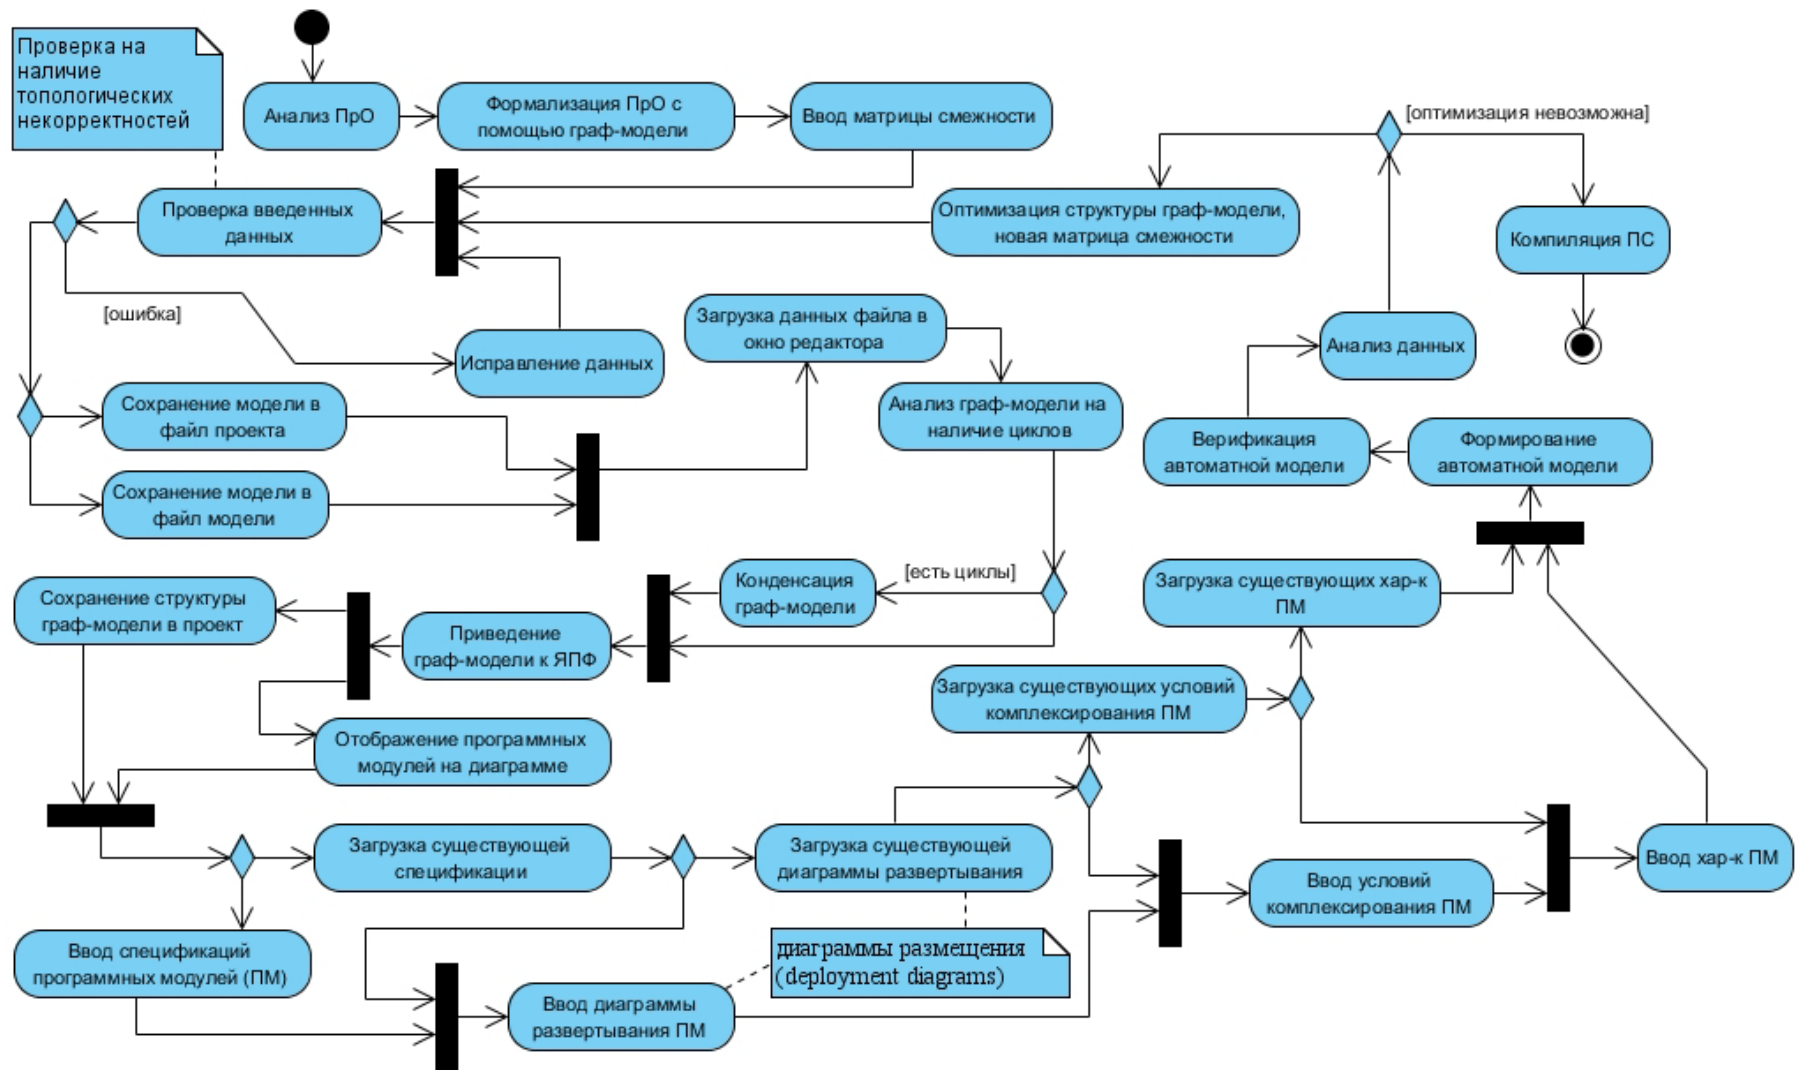 Проверка на
наличие
топологических
некорректностей
Анализ ПрО
Формализация ПрО с
помощью граф-модели
Ввод матрицы смежности
[оптимизация невозможна]
Проверка введенных
данных
Оптимизация структуры граф-модели,
новая матрица смежности
Компиляция ПС
[ошибка]
Исправление данных
Загрузка данных файла в
окно редактора
Анализ данных
Сохранение модели в
файл проекта
Анализ граф-модели на
наличие циклов
Верификация
автоматной модели
Формирование
автоматной модели
Сохранение модели в
файл модели
Сохранение структуры
граф-модели в проект
Приведение
граф-модели к ЯПФ
Конденсация
граф-модели
[есть циклы]
Загрузка существующих хар-к
ПМ
Отображение программных
модулей на диаграмме
Загрузка существующих условий
комплексирования ПМ
Загрузка существующей
спецификации
Загрузка существующей
диаграммы развертывания
Ввод условий
комплексирования ПМ
Ввод хар-к ПМ
Ввод спецификаций
программных модулей (ПМ)
диаграммы размещения
(deployment diagrams)
Ввод диаграммы
развертывания ПМ